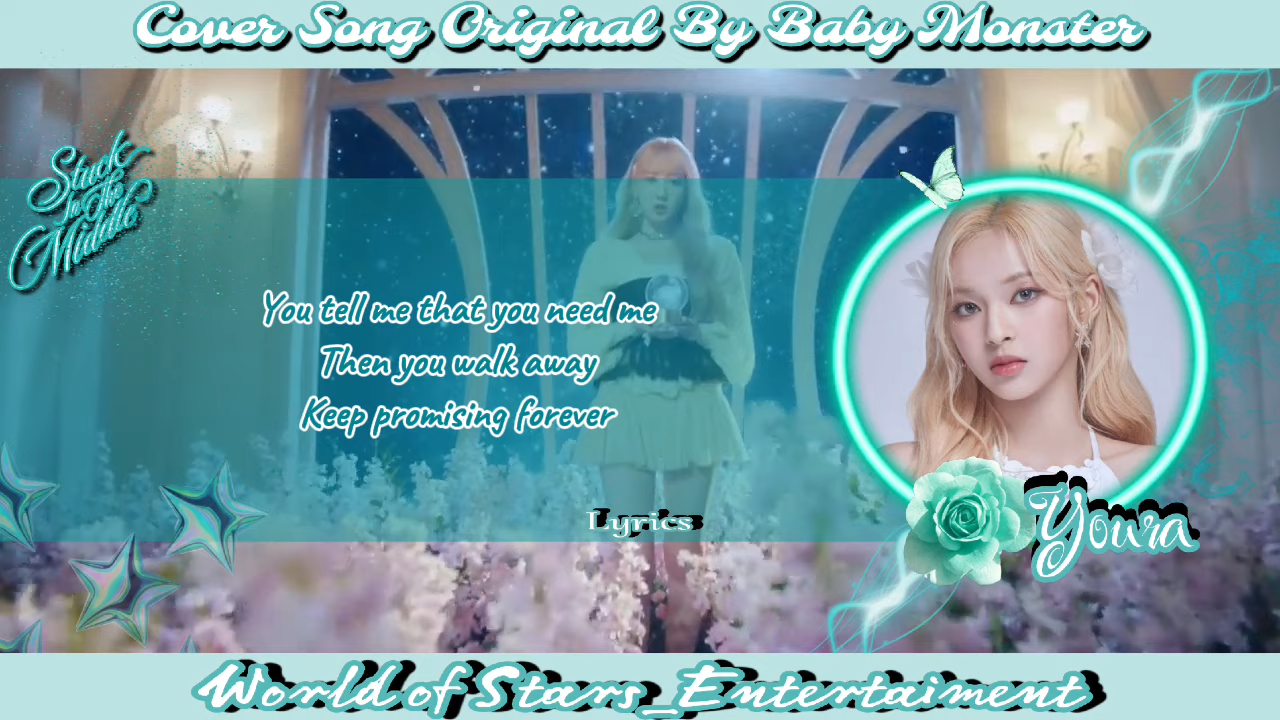 Cover Song Original By Baby Monster
Stuck
In The
Middle
You tell me that you need me
Then you walk away
Keep promising forever
Lyrics
Youra
World of Stars_Entertaiment